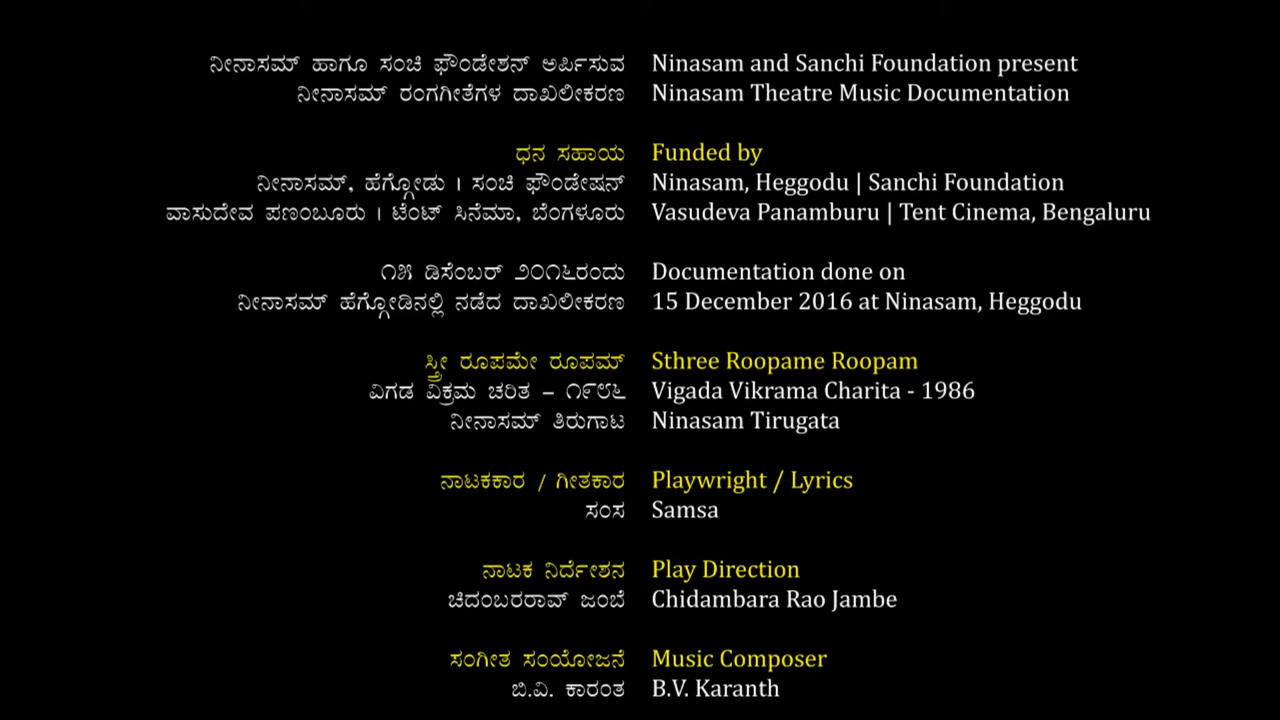 ನೀನಾಸಮ್ ಹಾಗೂ ಸಂಚಿ ಫೌಂಡೇಶನ್ ಅರ್ಪಿಸುವ Ninasam and Sanchi Foundation present
ನೀನಾಸಮ್ ರಂಗಗೀತೆಗಳ ದಾಖಲೀಕರಣ Ninasam Theatre Music Documentation
ಧನ ಸಹಾಯ Funded by
ನೀನಾಸಮ್, ಹೆಗ್ಗೋಡು | ಸಂಚಿ ಫೌಂಡೇಷನ್ Ninasam, Heggodu | Sanchi Foundation
ವಾಸುದೇವ ಪಣಂಬೂರು | ಟೆಂಟ್ ಸಿನೆಮಾ, ಬೆಂಗಳೂರು Vasudeva Panamburu | Tent Cinema, Bengaluru
೧೫ ಡಿಸೆಂಬರ್ ೨೦೧೬ರಂದು Documentation done on
ನೀನಾಸಮ್ ಹೆಗ್ಗೋಡಿನಲ್ಲಿ ನಡೆದ ದಾಖಲೀಕರಣ 15 December 2016 at Ninasam, Heggodu
ಸ್ತ್ರೀ ರೂಪಮೇ ರೂಪಮ್ Sthree Roopame Roopam
ವಿಗಡ ವಿಕ್ರಮ ಚರಿತ – ೧೯೮೬ Vigada Vikrama Charita - 1986
ನೀನಾಸಮ್ ತಿರುಗಾಟ Ninasam Tirugata
ನಾಟಕಕಾರ / ಗೀತಕಾರ Playwright / Lyrics
ಸಂಸ Samsa
ನಾಟಕ ನಿರ್ದೇಶನ Play Direction
ಚಿದಂಬರರಾವ್ ಜಂಬೆ Chidambara Rao Jambe
ಸಂಗೀತ ಸಂಯೋಜನೆ Music Composer
ಬಿ.ವಿ. ಕಾರಂತ B.V. Karanth